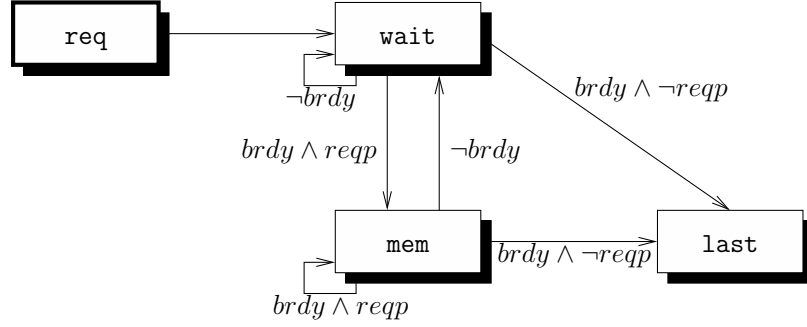 req
wait
¬brdy
brdy ∧ ¬reqp
brdy ∧ reqp
¬brdy
mem
last
brdy ∧ ¬reqp
brdy ∧ reqp